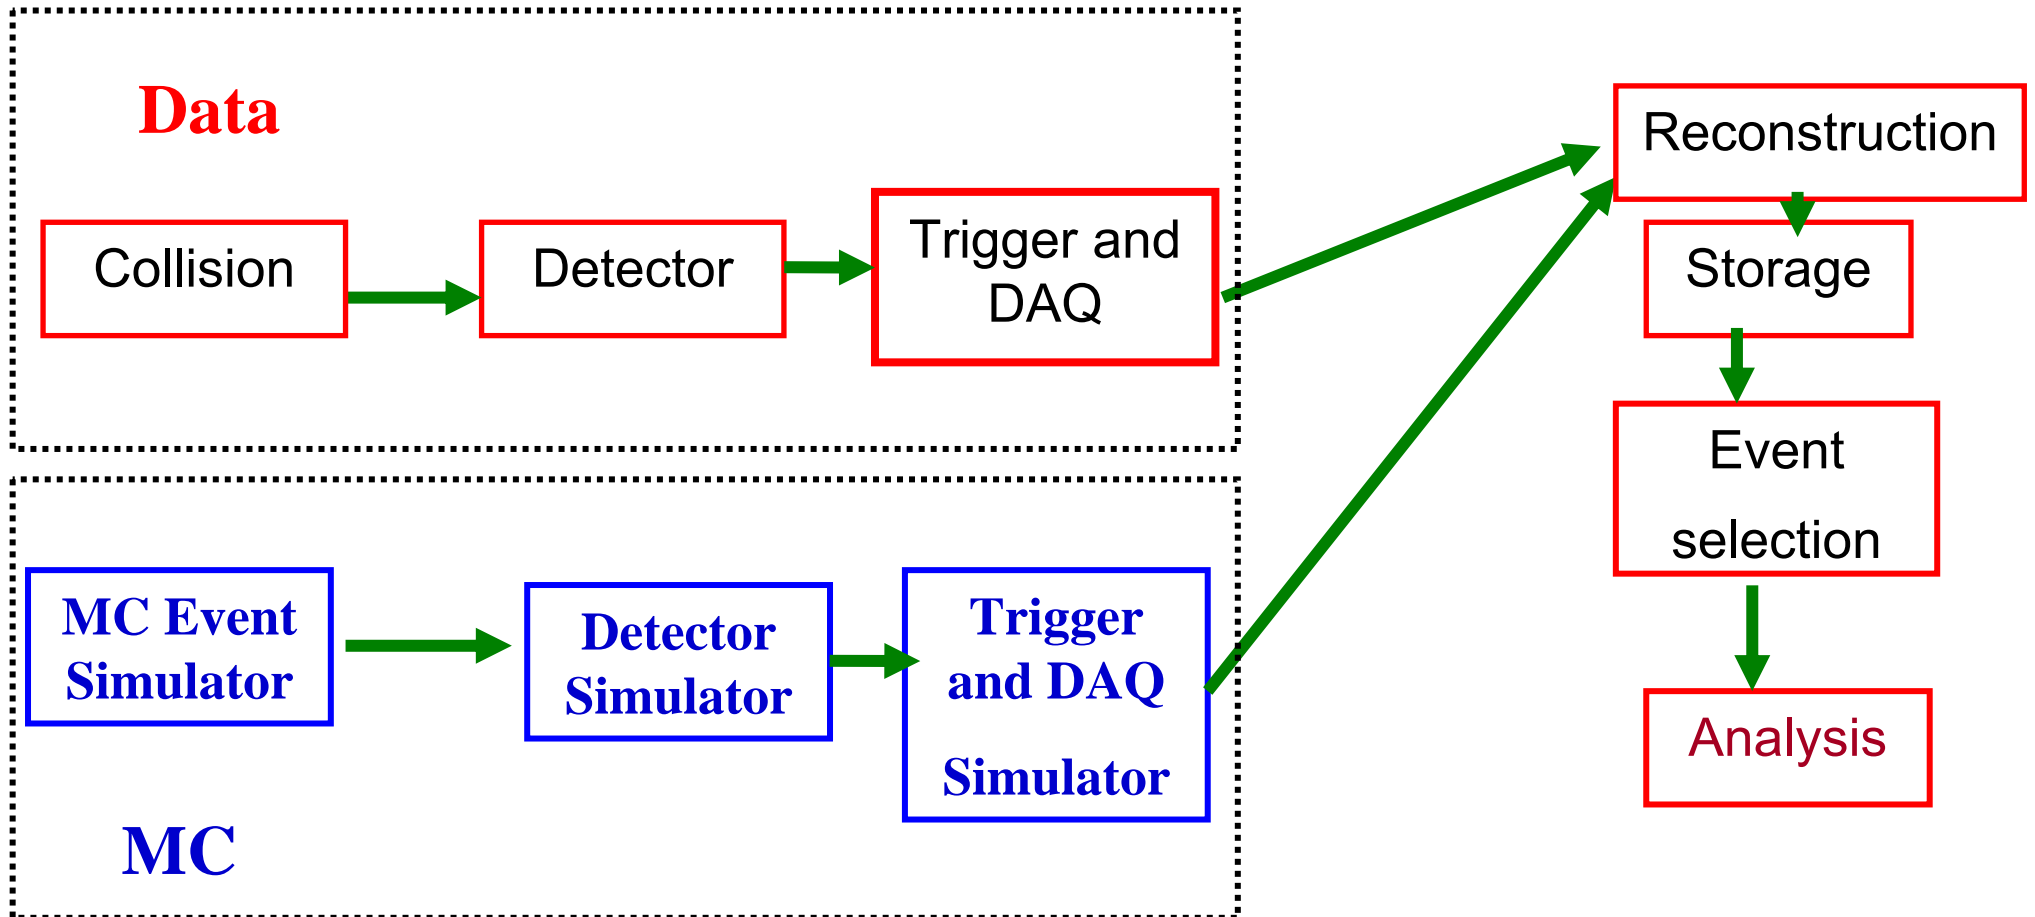 Data
Collision
Detector
Trigger and
DAQ
MC Event
Simulator
Detector
Simulator
Trigger
and DAQ
Simulator
MC
Reconstruction
Storage
Event
selection
Analysis